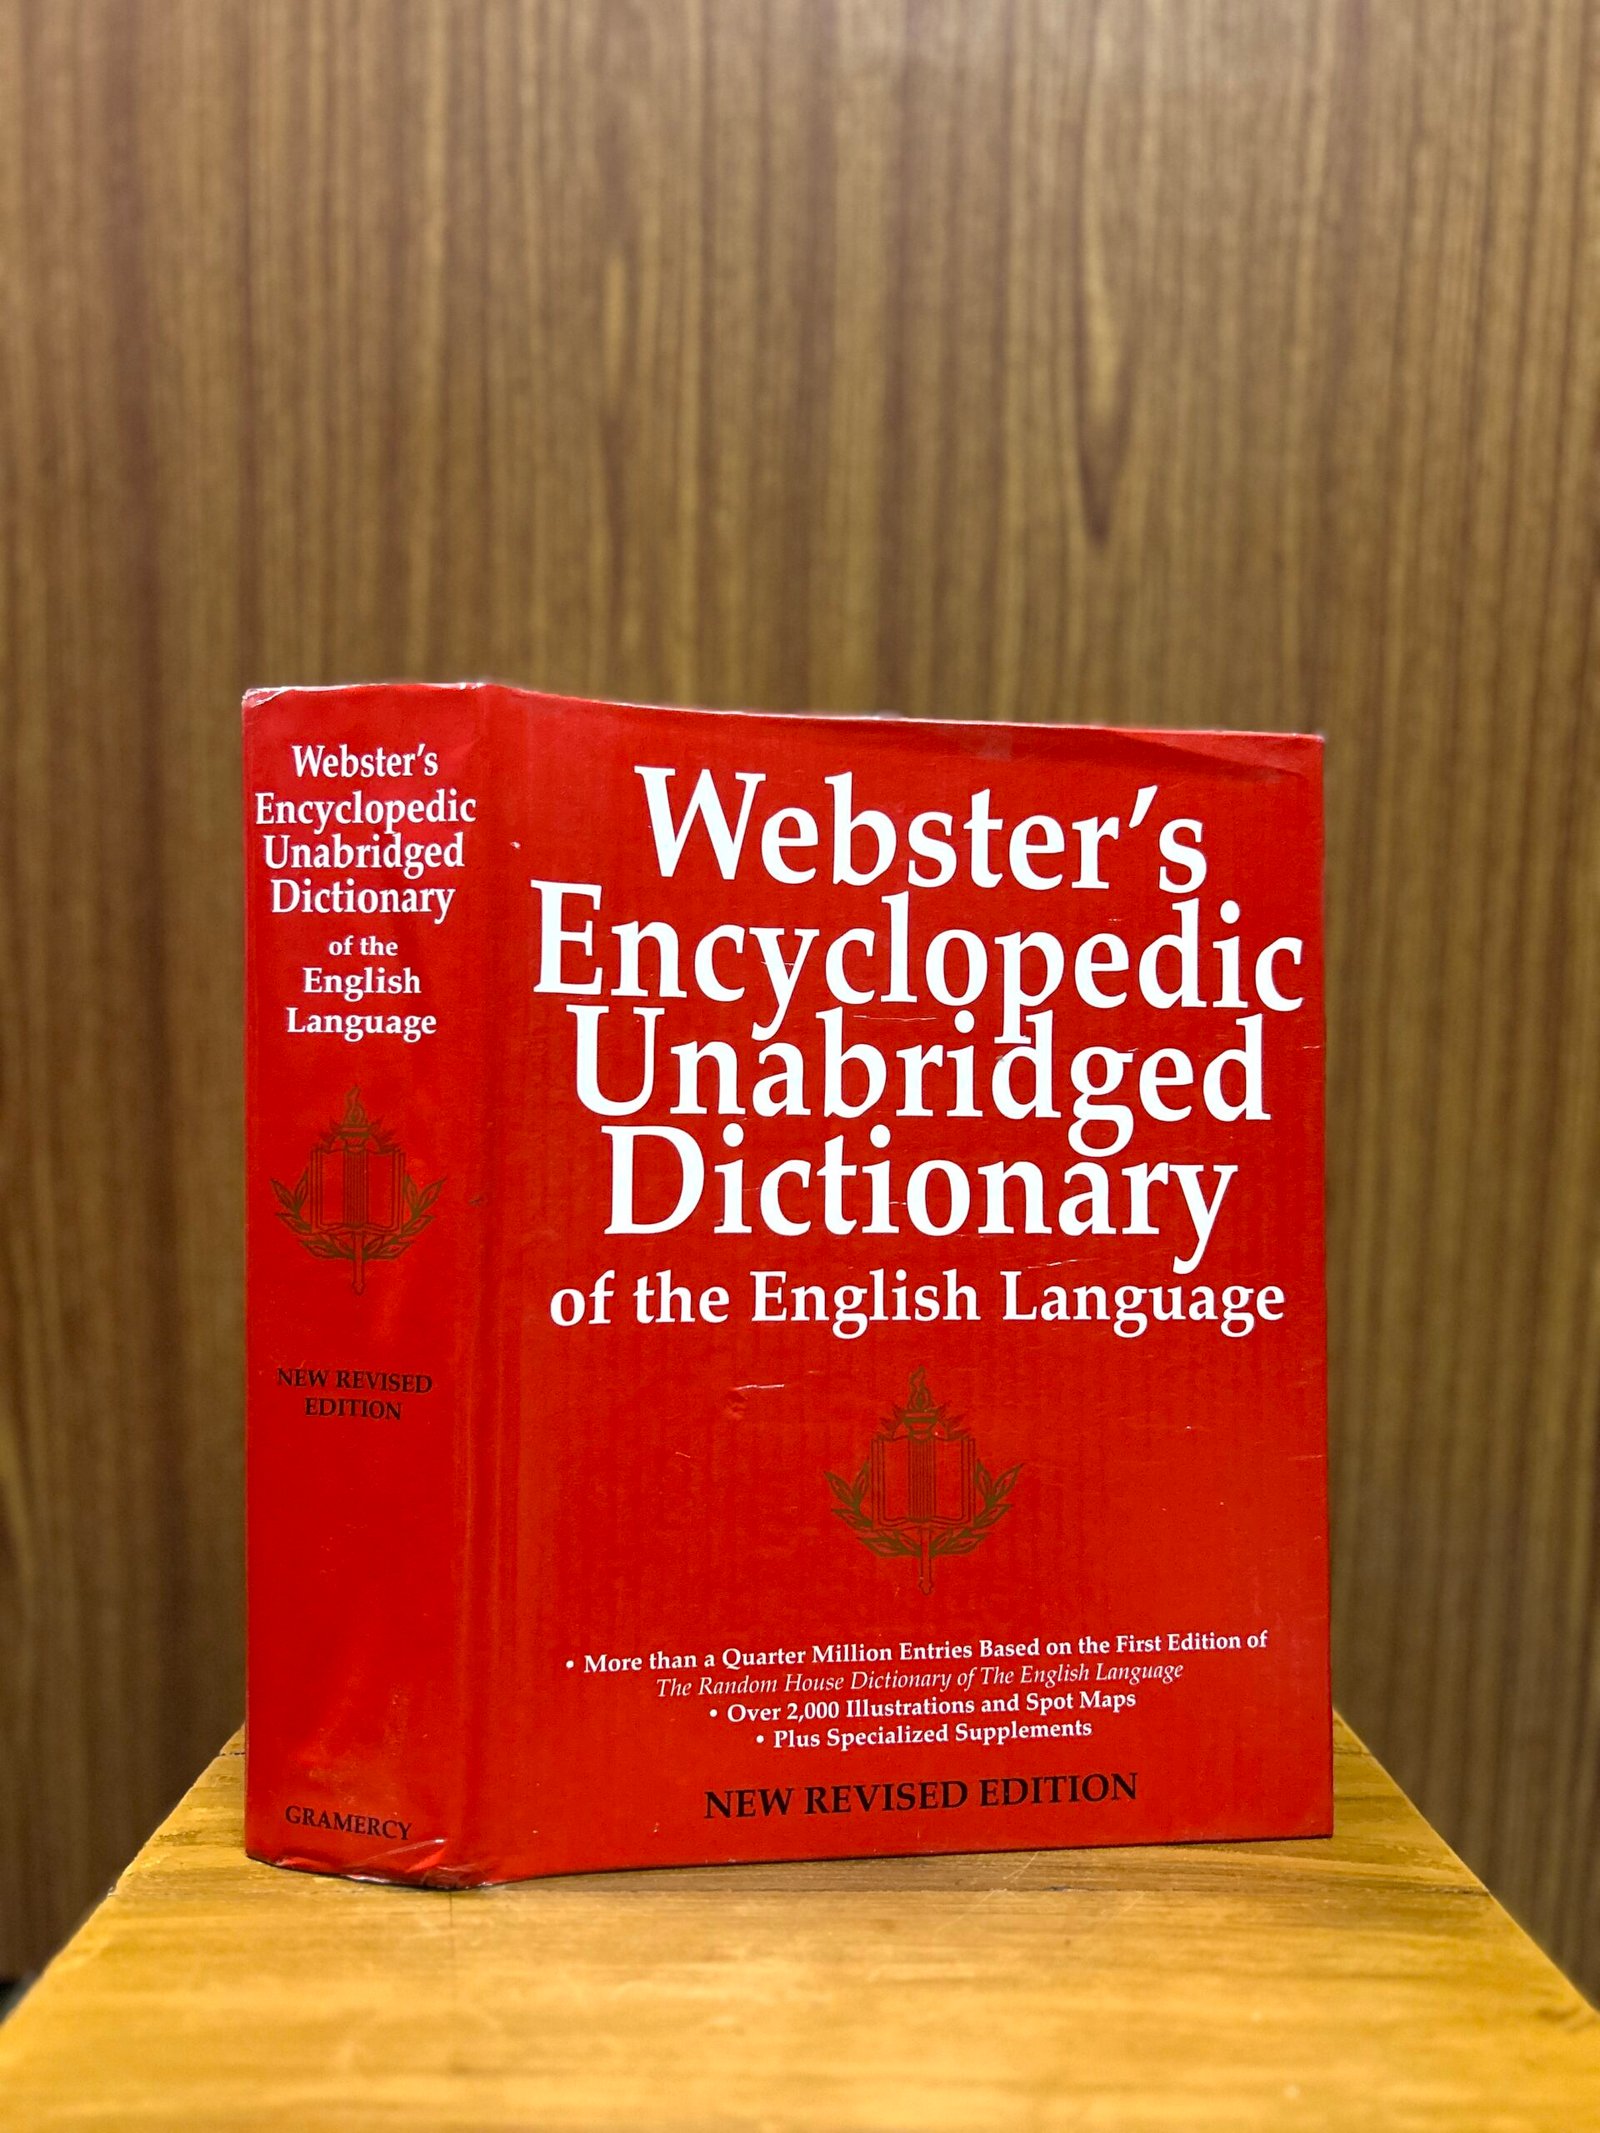 Webster's
Encyclopedic
Unabridged
Dictionary
of the
English
Language
NEW REVISED
EDITION
GRAMERCY
Webster's
Encyclopedic
Unabridged
Dictionary
of the English Language
• More than a Quarter Million Entries Based on the First Edition of
The Random House Dictionary of The English Language
• Over 2,000 Illustrations and Spot Maps
• Plus Specialized Supplements
NEW REVISED EDITION